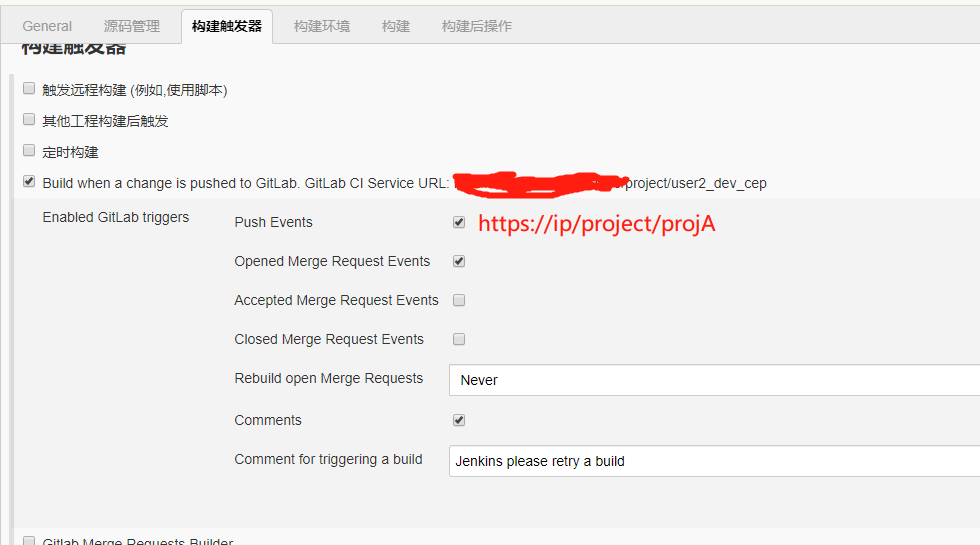 General 源码管理 构建触发器 构建环境 构建 构建后操作
构建触发器
触发远程构建 (例如,使用脚本)
其他工程构建后触发
定时构建
Build when a change is pushed to GitLab. GitLab CI Service URL: /project/user2_dev_cep
Enabled GitLab triggers
Push Events
https://ip/project/projA
Opened Merge Request Events
Accepted Merge Request Events
Closed Merge Request Events
Rebuild open Merge Requests
Never
Comments
Comment for triggering a build
Jenkins please retry a build
Gitlab Merge Requests Builder